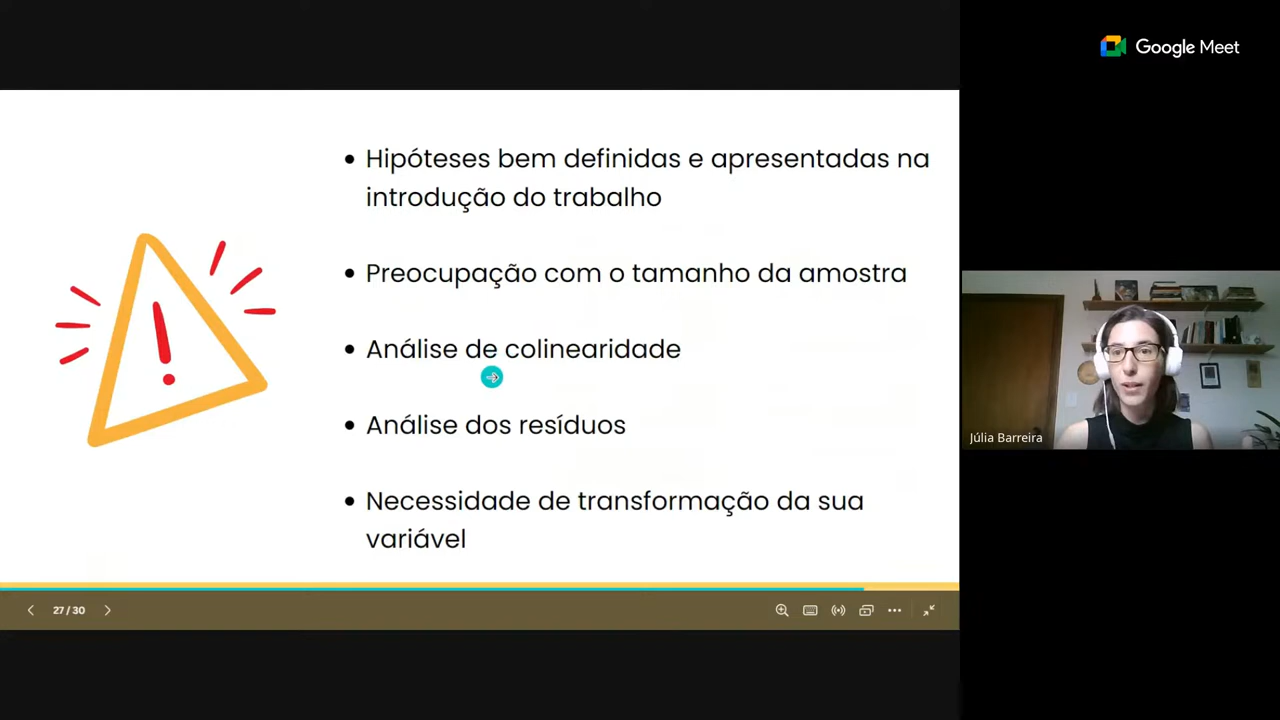 Google Meet
• Hipóteses bem definidas e apresentadas na
introdução do trabalho
• Preocupação com o tamanho da amostra
• Análise de colinearidade
• Análise dos resíduos
• Necessidade de transformação da sua
variável
Júlia Barreira
27 / 30